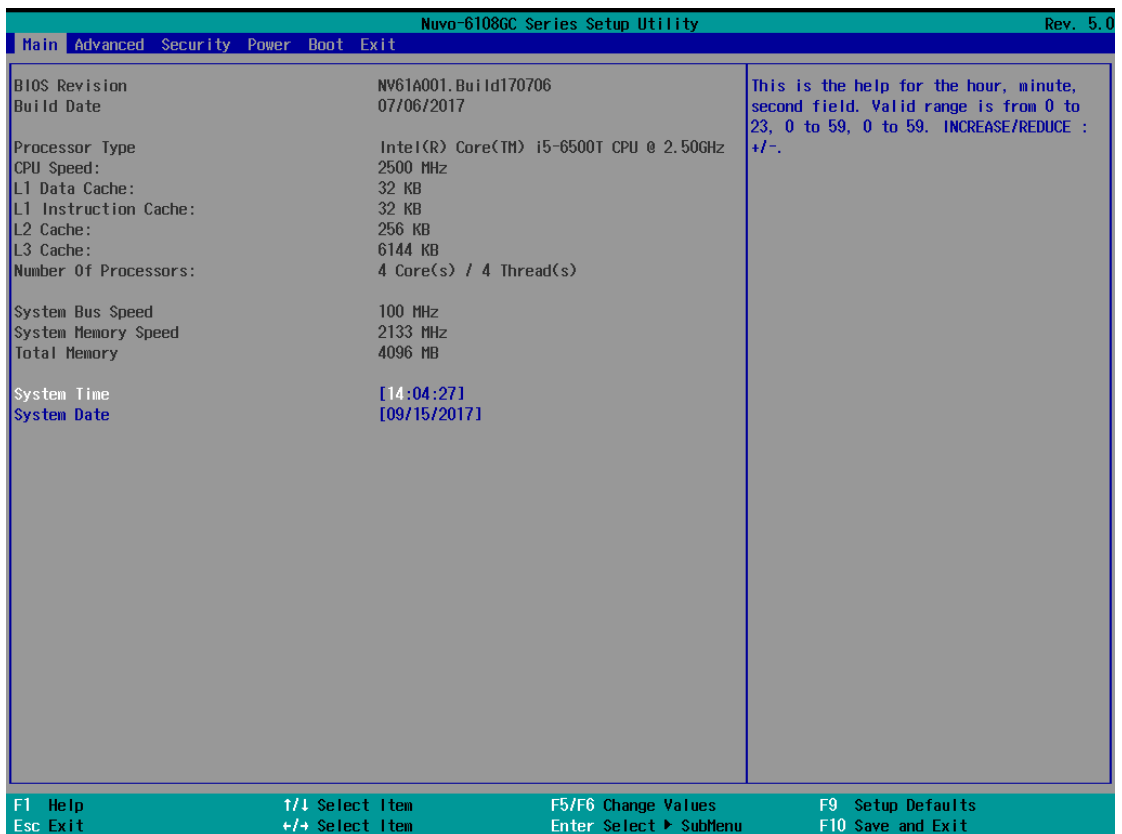 Nuvo-6108GC Series Setup Utility Rev. 5.0
Main Advanced Security Power Boot Exit
BIOS Revision NV61A001.Build170706
Build Date 07/06/2017
Processor Type Intel(R) Core(TM) i5-6500T CPU @ 2.50GHz
CPU Speed: 2500 MHz
L1 Data Cache: 32 KB
L1 Instruction Cache: 32 KB
L2 Cache: 256 KB
L3 Cache: 6144 KB
Number Of Processors: 4 Core(s) / 4 Thread(s)
System Bus Speed 100 MHz
System Memory Speed 2133 MHz
Total Memory 4096 MB
System Time [14:04:27]
System Date [09/15/2017]
This is the help for the hour, minute,
second field. Valid range is from 0 to
23, 0 to 59, 0 to 59. INCREASE/REDUCE :
+/-.
F1 Help ↑/↓ Select Item F5/F6 Change Values F9 Setup Defaults
Esc Exit ←/→ Select Item Enter Select ► SubMenu F10 Save and Exit